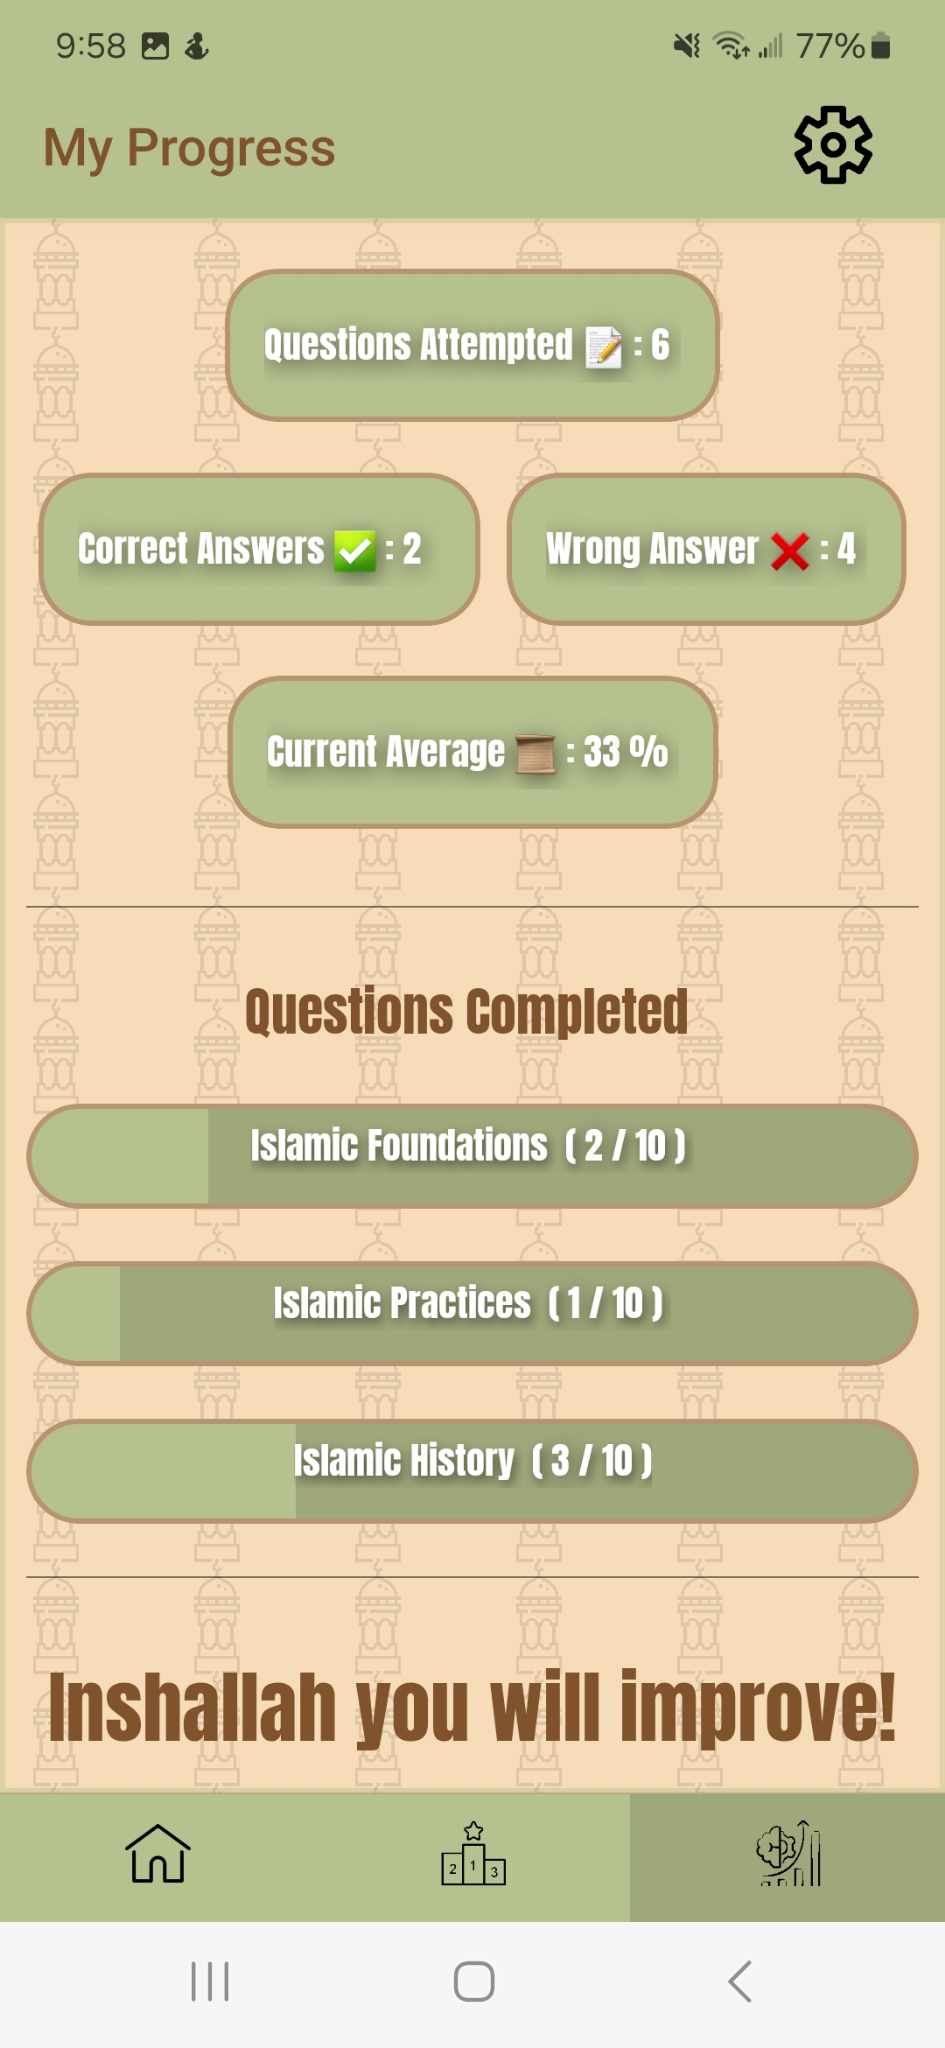 9:58 77%
My Progress
Questions Attempted 📝 : 6
Correct Answers ✅ : 2
Wrong Answer ❌ : 4
Current Average 📜 : 33 %
Questions Completed
Islamic Foundations ( 2 / 10 )
Islamic Practices ( 1 / 10 )
Islamic History ( 3 / 10 )
Inshallah you will improve!
2 1 3